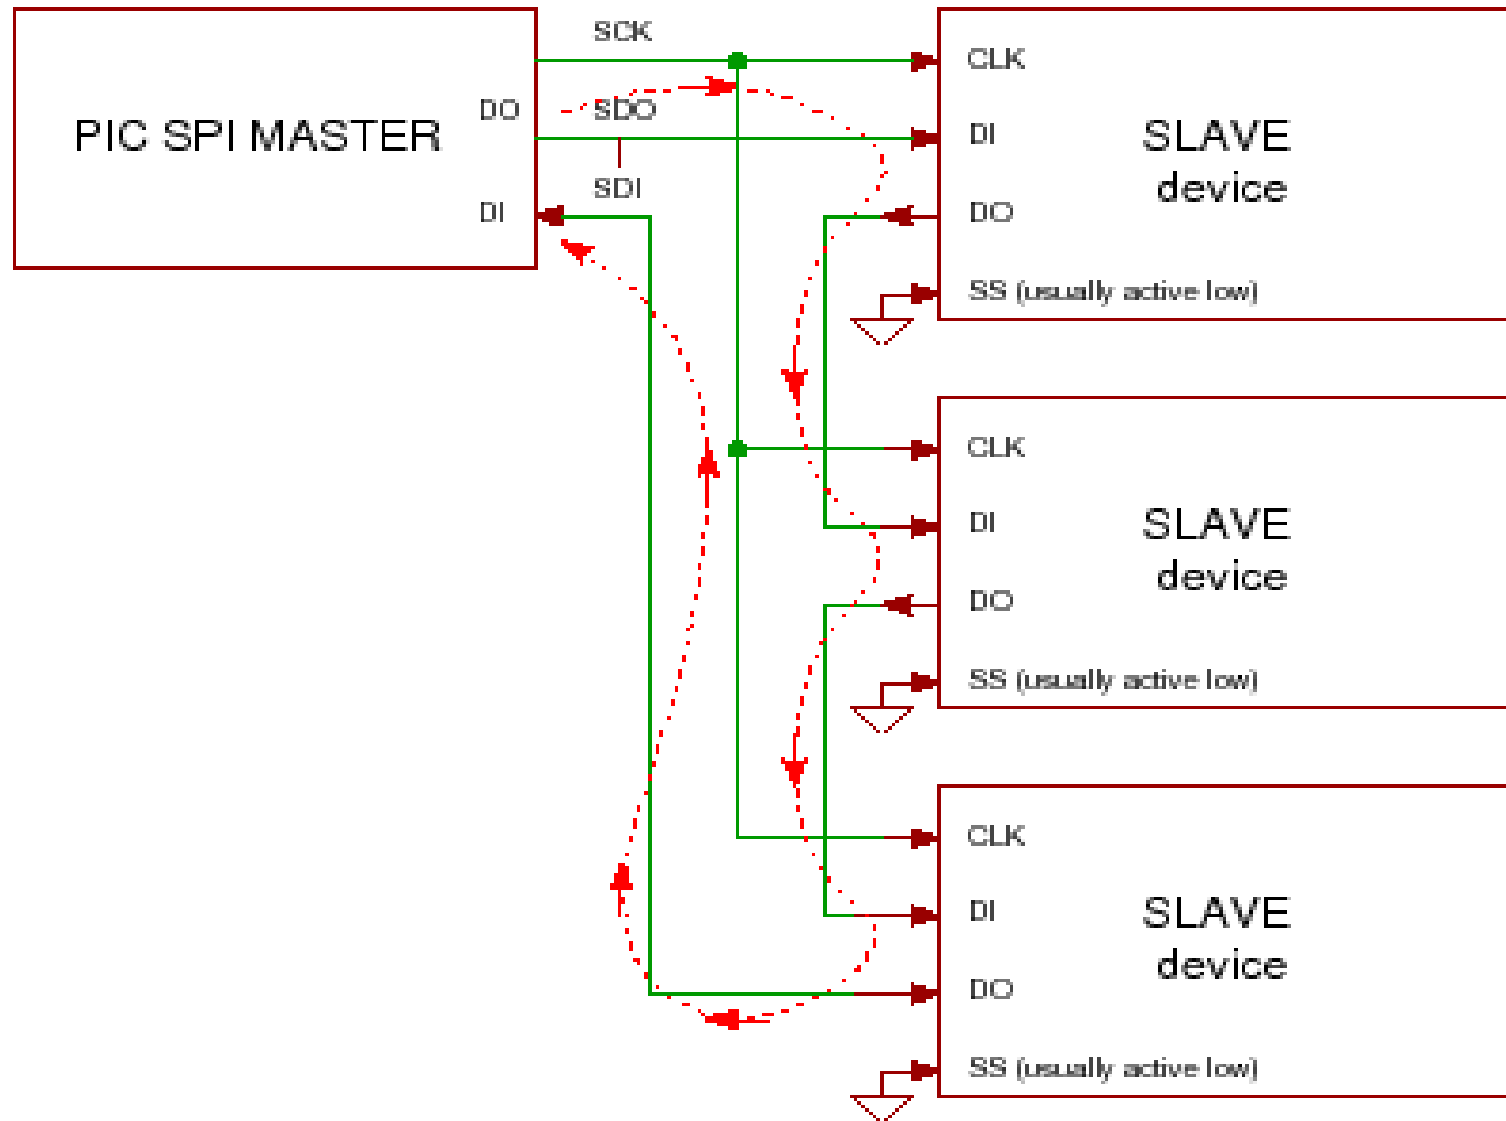 PIC SPI MASTER
DO
DI
SCK
SDO
SDI
CLK
DI
DO
SS (usually active low)
SLAVE
device
CLK
DI
DO
SS (usually active low)
SLAVE
device
CLK
DI
DO
SS (usually active low)
SLAVE
device